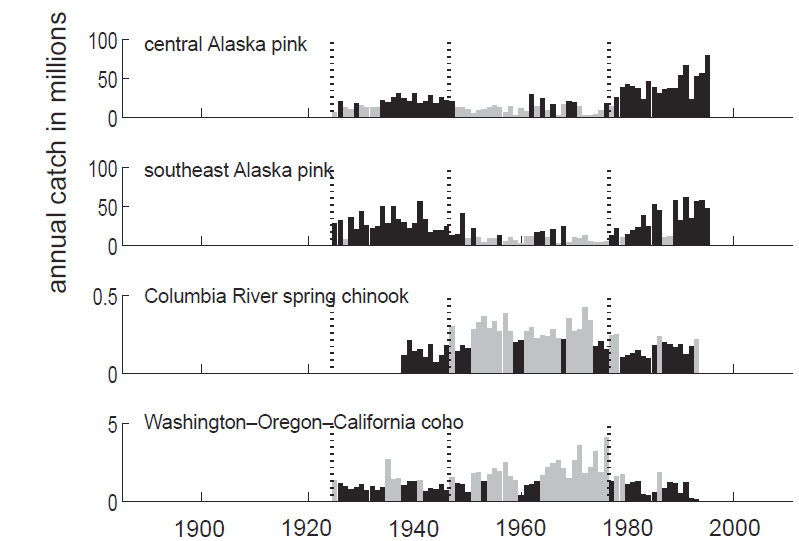 annual catch in millions
central Alaska pink
100
50
0
southeast Alaska pink
100
50
0
Columbia River spring chinook
0.5
0
Washington–Oregon–California coho
5
0
1900 1920 1940 1960 1980 2000